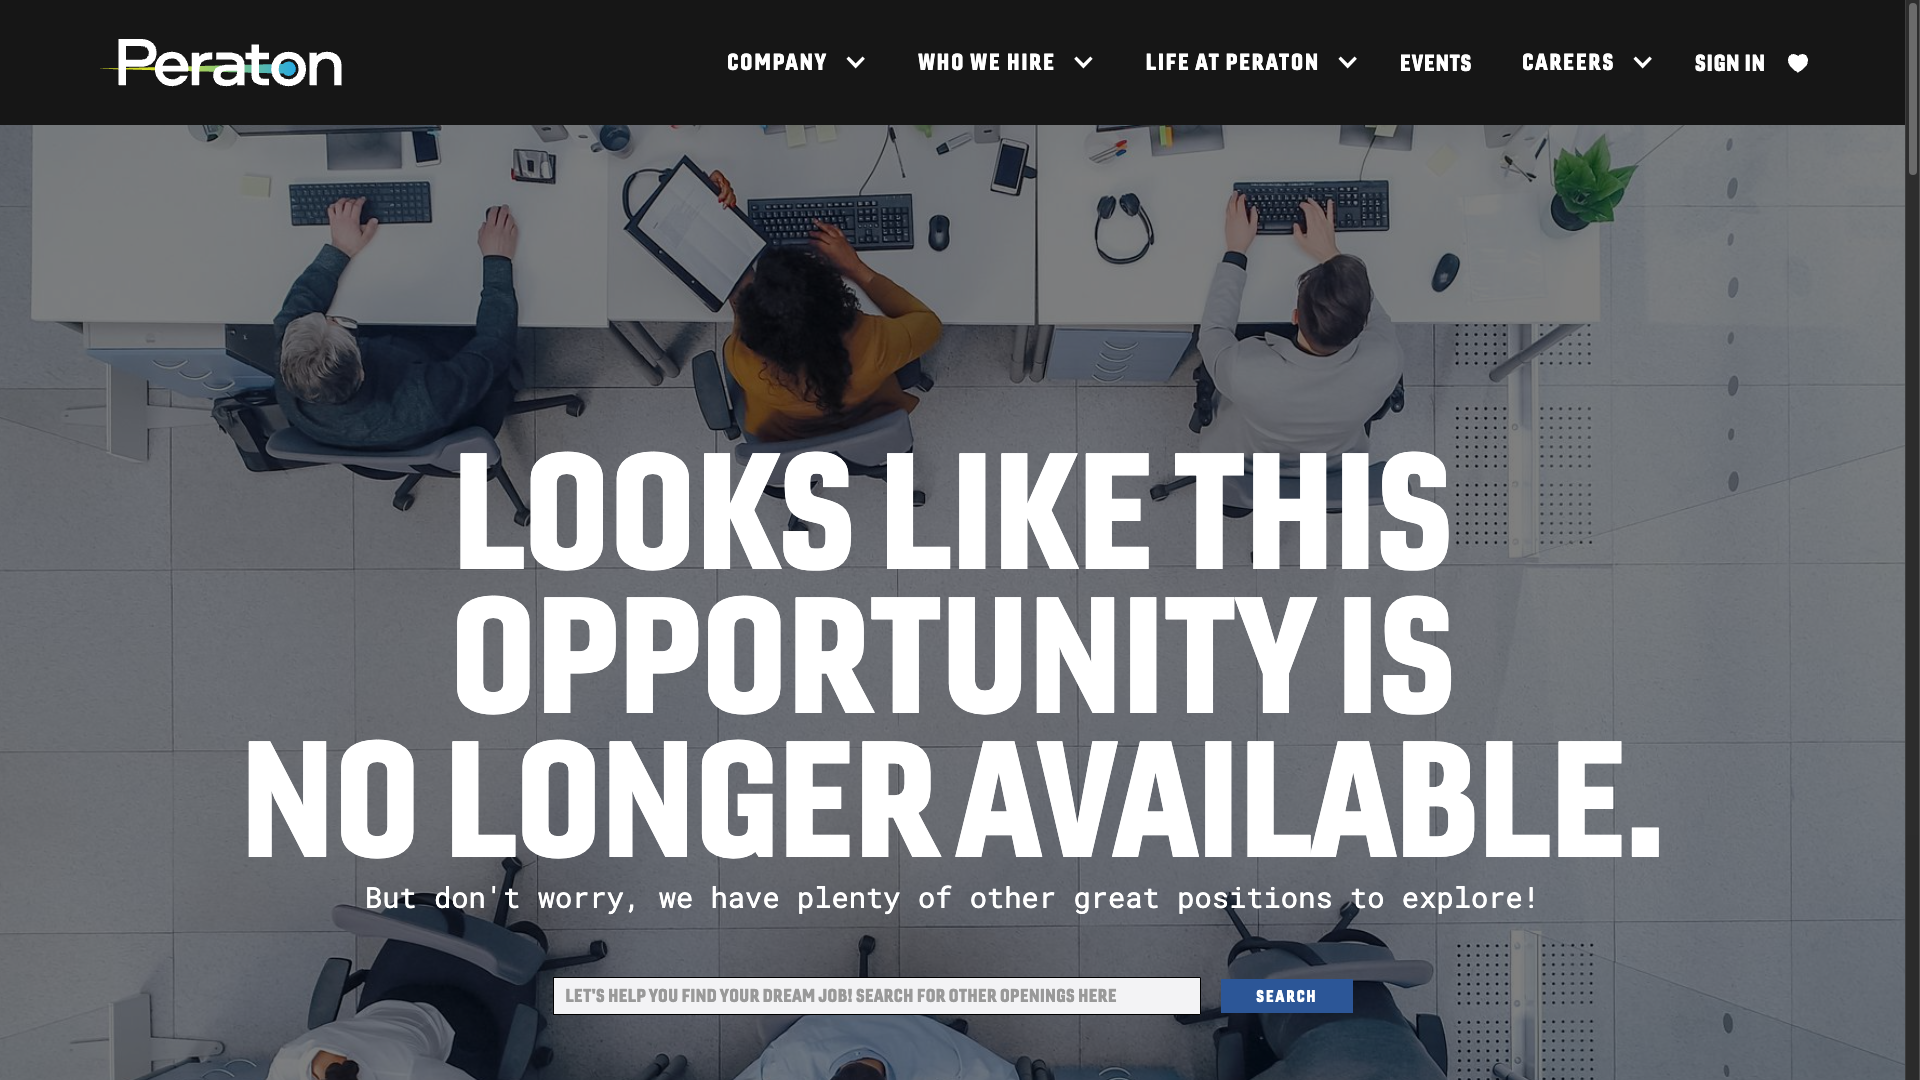 Peraton
COMPANY
WHO WE HIRE
LIFE AT PERATON
EVENTS
CAREERS
SIGN IN
LOOKS LIKE THIS
OPPORTUNITY IS
NO LONGER AVAILABLE.
But don't worry, we have plenty of other great positions to explore!
LET'S HELP YOU FIND YOUR DREAM JOB! SEARCH FOR OTHER OPENINGS HERE
SEARCH